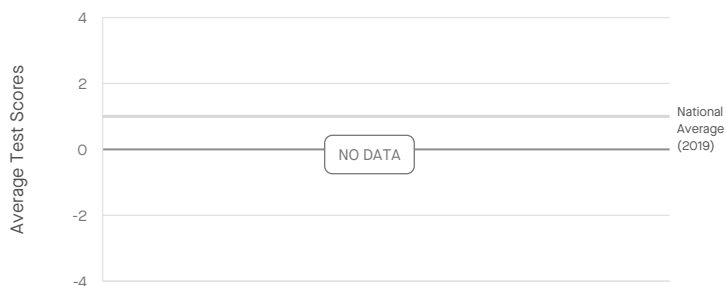 4
2
National
Average
(2019)
0
NO DATA
-2
-4
Average Test Scores